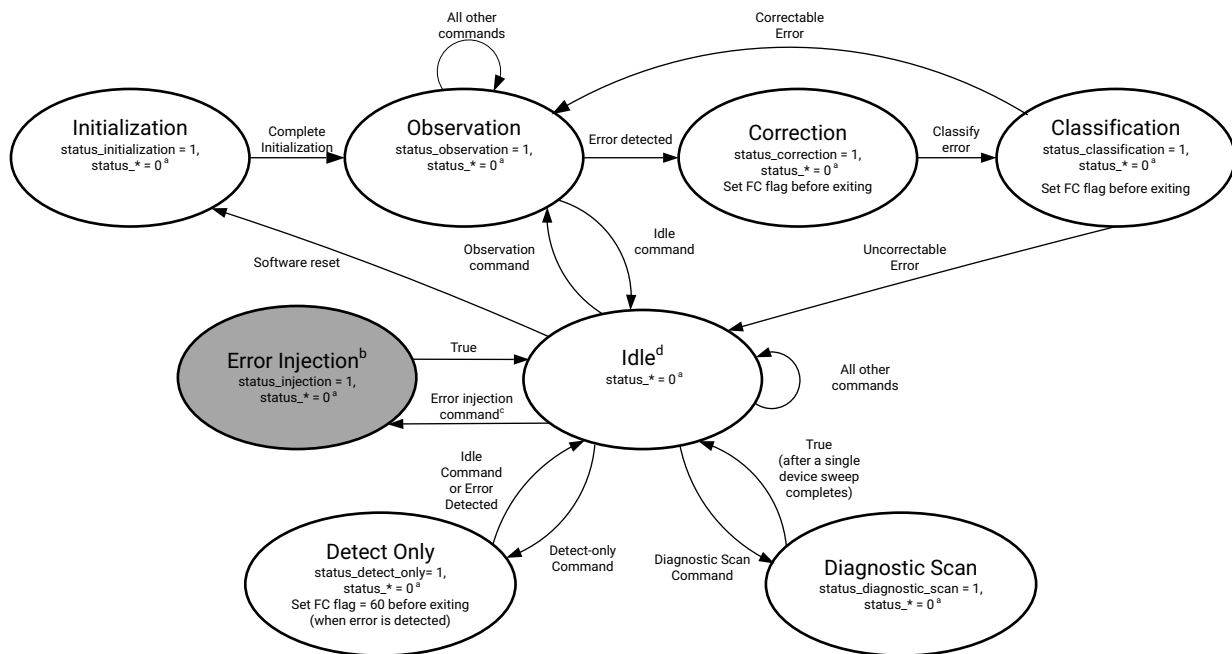 All other
commands
Correctable
Error
Initialization
status_initialization = 1,
status_* = 0 a
Complete
Initialization
Observation
status_observation = 1,
status_* = 0 a
Error detected
Correction
status_correction = 1,
status_* = 0 a
Set FC flag before exiting
Classify
error
Classification
status_classification = 1,
status_* = 0 a
Set FC flag before exiting
Software reset
Observation
command
Idle
command
Uncorrectable
Error
Error Injection b
status_injection = 1,
status_* = 0 a
True
Error injection
command c
Idle d
status_* = 0 a
All other
commands
Idle
Command
or Error
Detected
True
(after a single
device sweep
completes)
Detect Only
status_detect_only= 1,
status_* = 0 a
Set FC flag = 60 before exiting
(when error is detected)
Detect-only
Command
Diagnostic Scan
Command
Diagnostic Scan
status_diagnostic_scan = 1,
status_* = 0 a